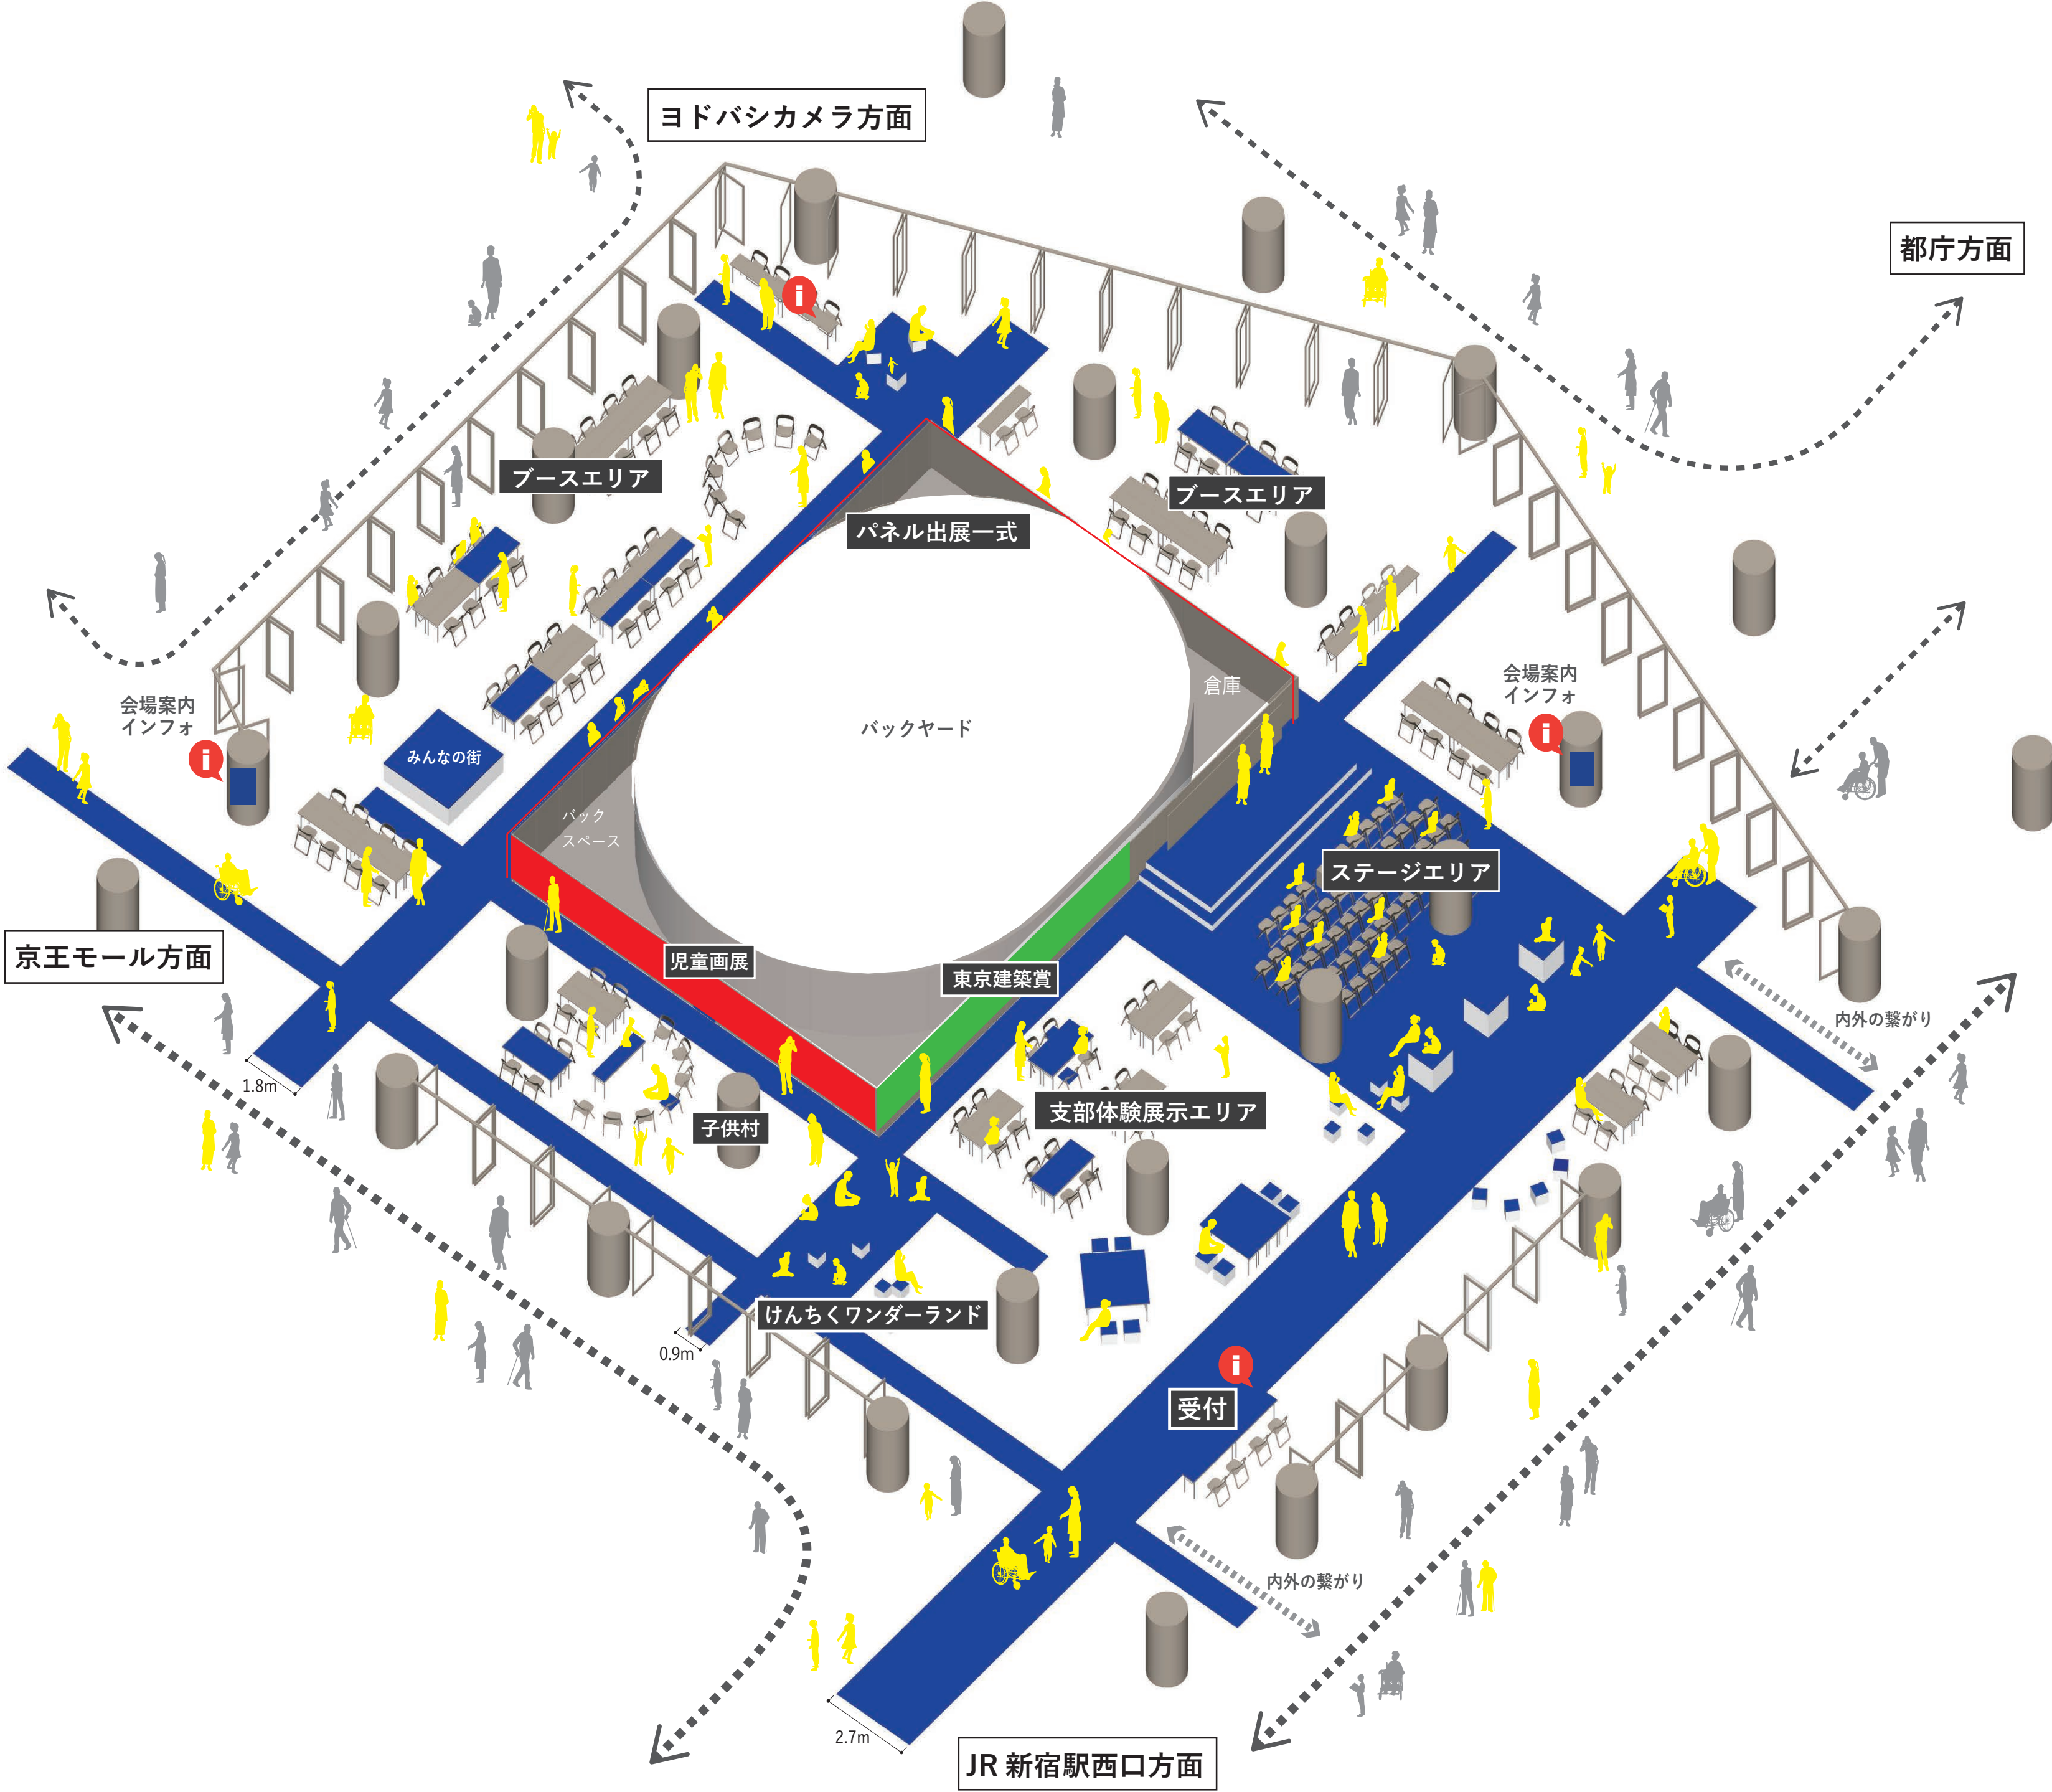 ヨドバシカメラ方面
都庁方面
i
ブースエリア
ブースエリア
パネル出展一式
倉庫
会場案内
インフォ
i
会場案内
インフォ
i
バックヤード
みんなの街
バック
スペース
ステージエリア
京王モール方面
児童画展
東京建築賞
内外の繋がり
1.8m
支部体験展示エリア
子供村
けんちくワンダーランド
0.9m
i
受付
内外の繋がり
2.7m
JR 新宿駅西口方面